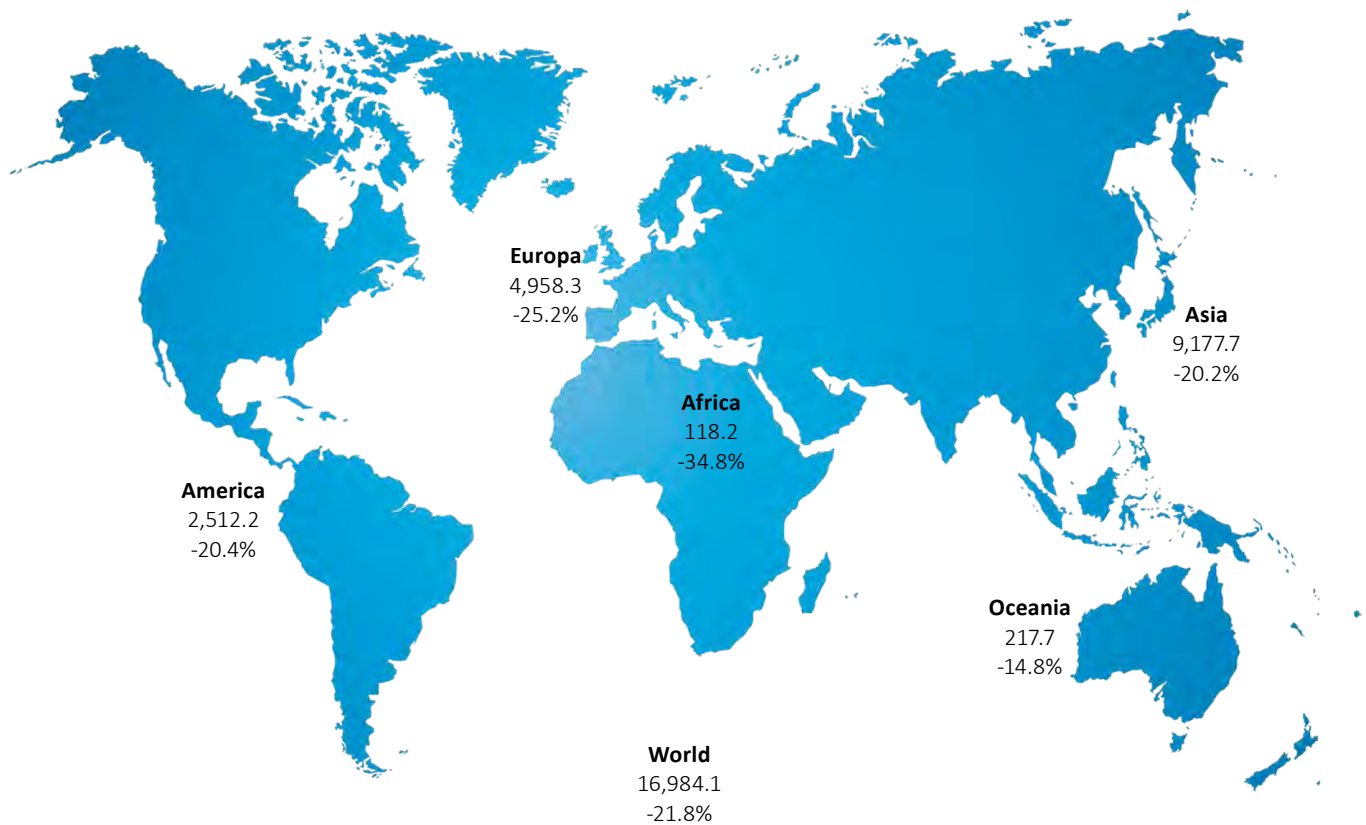 Europa
4,958.3
-25.2%
Asia
9,177.7
-20.2%
Africa
118.2
-34.8%
America
2,512.2
-20.4%
Oceania
217.7
-14.8%
World
16,984.1
-21.8%